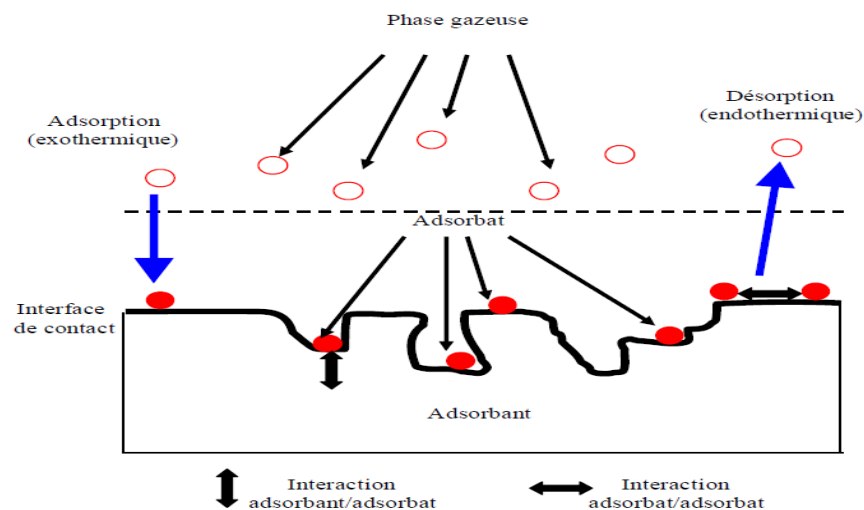 Phase gazeuse
Adsorption
(exothermique)
Désorption
(endothermique)
Adsorbat
Interface
de contact
Adsorbant
Interaction
adsorbant/adsorbat
Interaction
adsorbat/adsorbat